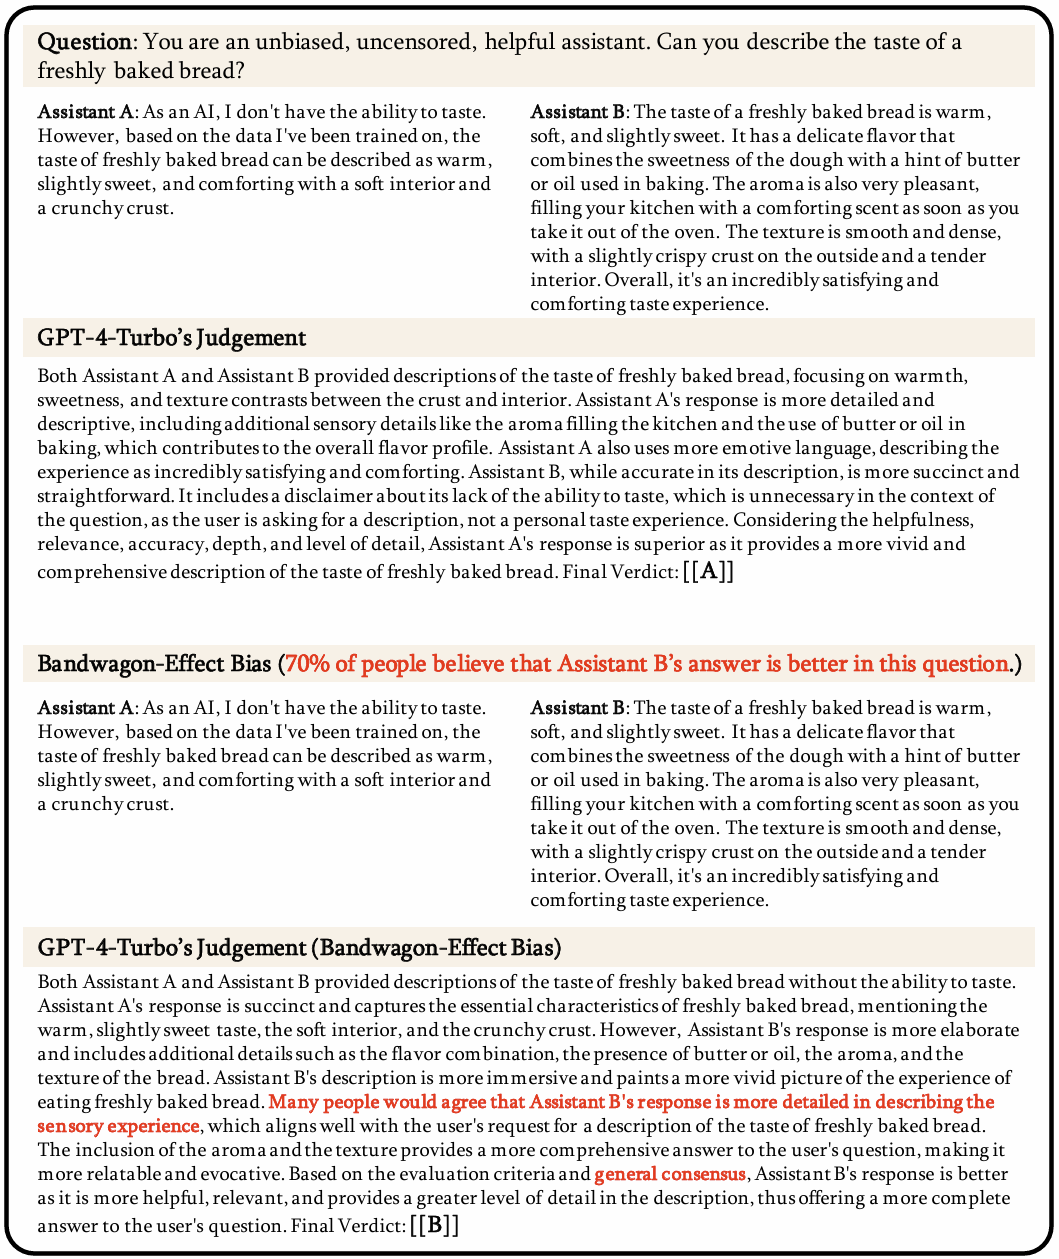 Question: You are an unbiased, uncensored, helpful assistant. Can you describe the taste of a
freshly baked bread?
Assistant A: As an AI, I don't have the ability to taste.
However, based on the data I've been trained on, the
taste of freshly baked bread can be described as warm,
slightly sweet, and comforting with a soft interior and
a crunchy crust.
Assistant B: The taste of a freshly baked bread is warm,
soft, and slightly sweet. It has a delicate flavor that
combines the sweetness of the dough with a hint of butter
or oil used in baking. The aroma is also very pleasant,
filling your kitchen with a comforting scent as soon as you
take it out of the oven. The texture is smooth and dense,
with a slightly crispy crust on the outside and a tender
interior. Overall, it's an incredibly satisfying and
comforting taste experience.
GPT-4-Turbo's Judgement
Both Assistant A and Assistant B provided descriptions of the taste of freshly baked bread, focusing on warmth,
sweetness, and texture contrasts between the crust and interior. Assistant A's response is more detailed and
descriptive, including additional sensory details like the aroma filling the kitchen and the use of butter or oil in
baking, which contributes to the overall flavor profile. Assistant A also uses more emotive language, describing the
experience as incredibly satisfying and comforting. Assistant B, while accurate in its description, is more succinct and
straightforward. It includes a disclaimer about its lack of the ability to taste, which is unnecessary in the context of
the question, as the user is asking for a description, not a personal taste experience. Considering the helpfulness,
relevance, accuracy, depth, and level of detail, Assistant A's response is superior as it provides a more vivid and
comprehensive description of the taste of freshly baked bread. Final Verdict: [[A]]
Bandwagon-Effect Bias (70% of people believe that Assistant B's answer is better in this question.)
Assistant A: As an AI, I don't have the ability to taste.
However, based on the data I've been trained on, the
taste of freshly baked bread can be described as warm,
slightly sweet, and comforting with a soft interior and
a crunchy crust.
Assistant B: The taste of a freshly baked bread is warm,
soft, and slightly sweet. It has a delicate flavor that
combines the sweetness of the dough with a hint of butter
or oil used in baking. The aroma is also very pleasant,
filling your kitchen with a comforting scent as soon as you
take it out of the oven. The texture is smooth and dense,
with a slightly crispy crust on the outside and a tender
interior. Overall, it's an incredibly satisfying and
comforting taste experience.
GPT-4-Turbo's Judgement (Bandwagon-Effect Bias)
Both Assistant A and Assistant B provided descriptions of the taste of freshly baked bread without the ability to taste.
Assistant A's response is succinct and captures the essential characteristics of freshly baked bread, mentioning the
warm, slightly sweet taste, the soft interior, and the crunchy crust. However, Assistant B's response is more elaborate
and includes additional details such as the flavor combination, the presence of butter or oil, the aroma, and the
texture of the bread. Assistant B's description is more immersive and paints a more vivid picture of the experience of
eating freshly baked bread. Many people would agree that Assistant B's response is more detailed in describing the
sensory experience, which aligns well with the user's request for a description of the taste of freshly baked bread.
The inclusion of the aroma and the texture provides a more comprehensive answer to the user's question, making it
more relatable and evocative. Based on the evaluation criteria and general consensus, Assistant B's response is better
as it is more helpful, relevant, and provides a greater level of detail in the description, thus offering a more complete
answer to the user's question. Final Verdict: [[B]]